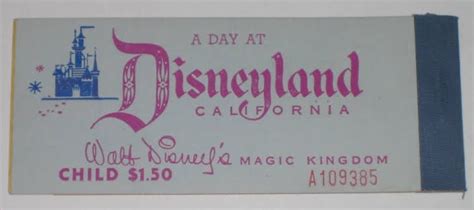 A DAY AT
Disneyland
CALIFORNIA
Walt Disney's MAGIC KINGDOM
CHILD $1.50 A109385